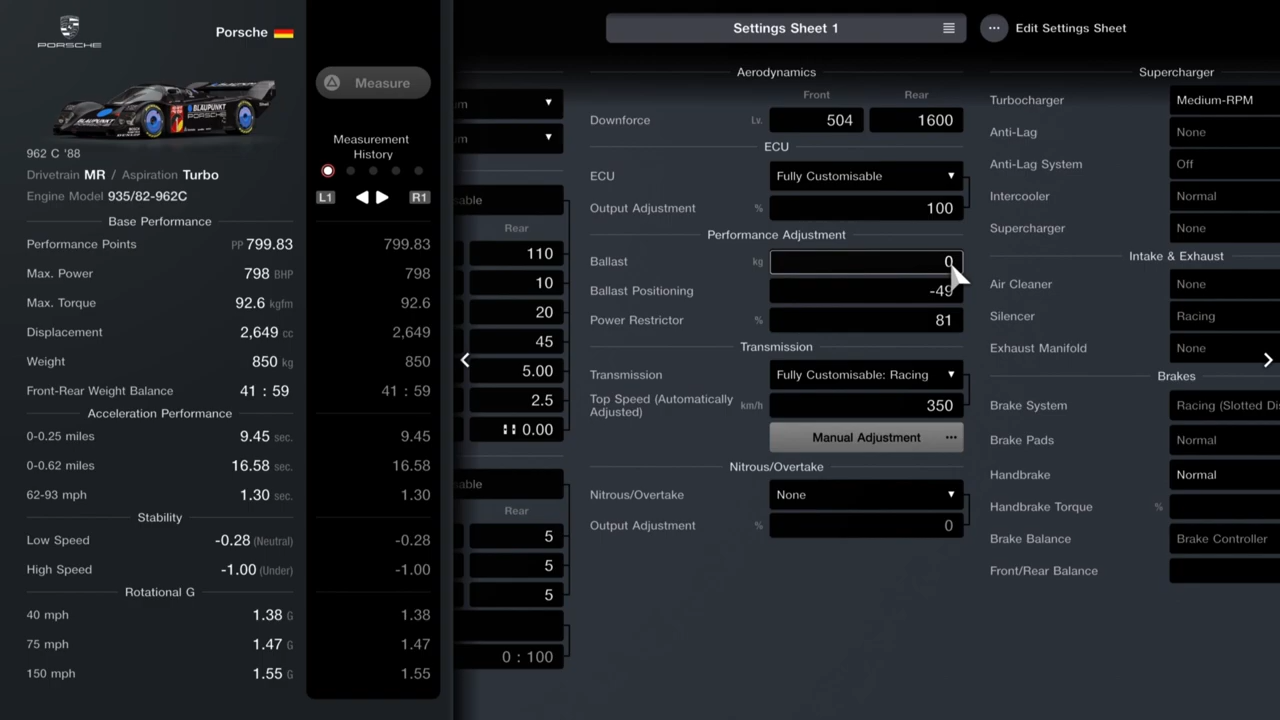 PORSCHE
Porsche
BLAUPUNKT
BLAUPUNKT
962 C '88
Drivetrain MR / Aspiration Turbo
Engine Model 935/82-962C
Base Performance
Performance Points PP 799.83
Max. Power 798 BHP
Max. Torque 92.6 kgfm
Displacement 2,649 cc
Weight 850 kg
Front-Rear Weight Balance 41 : 59
Acceleration Performance
0-0.25 miles 9.45 sec.
0-0.62 miles 16.58 sec.
62-93 mph 1.30 sec.
Stability
Low Speed -0.28 (Neutral)
High Speed -1.00 (Under)
Rotational G
40 mph 1.38 G
75 mph 1.47 G
150 mph 1.55 G
Measure
Measurement
History
L1 R1
799.83
798
92.6
2,649
850
41 : 59
9.45
16.58
1.30
-0.28
-1.00
1.38
1.47
1.55
Settings Sheet 1
Edit Settings Sheet
Rear
110
10
20
45
5.00
2.5
0.00
Rear
5
5
5
0 : 100
Aerodynamics
Front Rear
Downforce Lv. 504 1600
ECU
ECU Fully Customisable
Output Adjustment % 100
Performance Adjustment
Ballast kg 0
Ballast Positioning -49
Power Restrictor % 81
Transmission
Transmission Fully Customisable: Racing
Top Speed (Automatically
Adjusted) km/h 350
Manual Adjustment
Nitrous/Overtake
Nitrous/Overtake None
Output Adjustment % 0
Supercharger
Turbocharger Medium-RPM
Anti-Lag None
Anti-Lag System Off
Intercooler Normal
Supercharger None
Intake & Exhaust
Air Cleaner None
Silencer Racing
Exhaust Manifold None
Brakes
Brake System Racing (Slotted Di
Brake Pads Normal
Handbrake Normal
Handbrake Torque %
Brake Balance Brake Controller
Front/Rear Balance